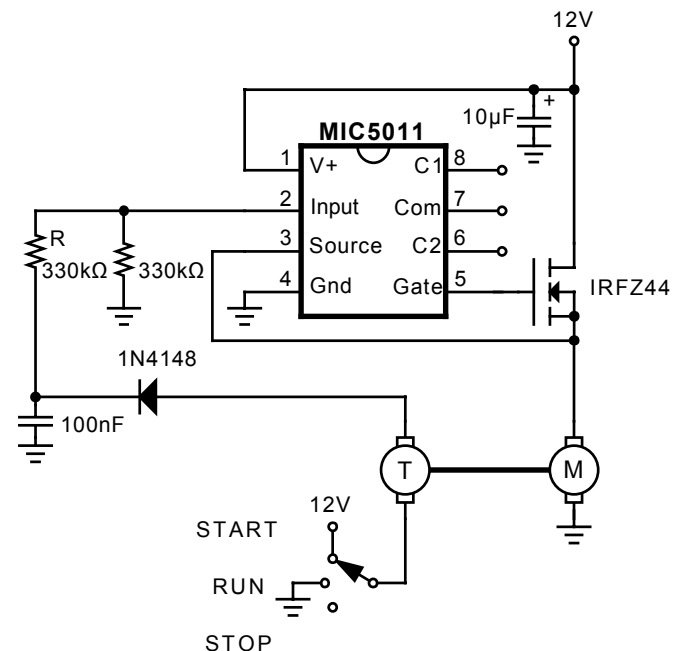 12V
10µF
+
MIC5011
1 V+ C1 8
2 Input Com 7
3 Source C2 6
4 Gnd Gate 5
R
330kΩ
330kΩ
IRFZ44
1N4148
100nF
T
M
12V
START
RUN
STOP